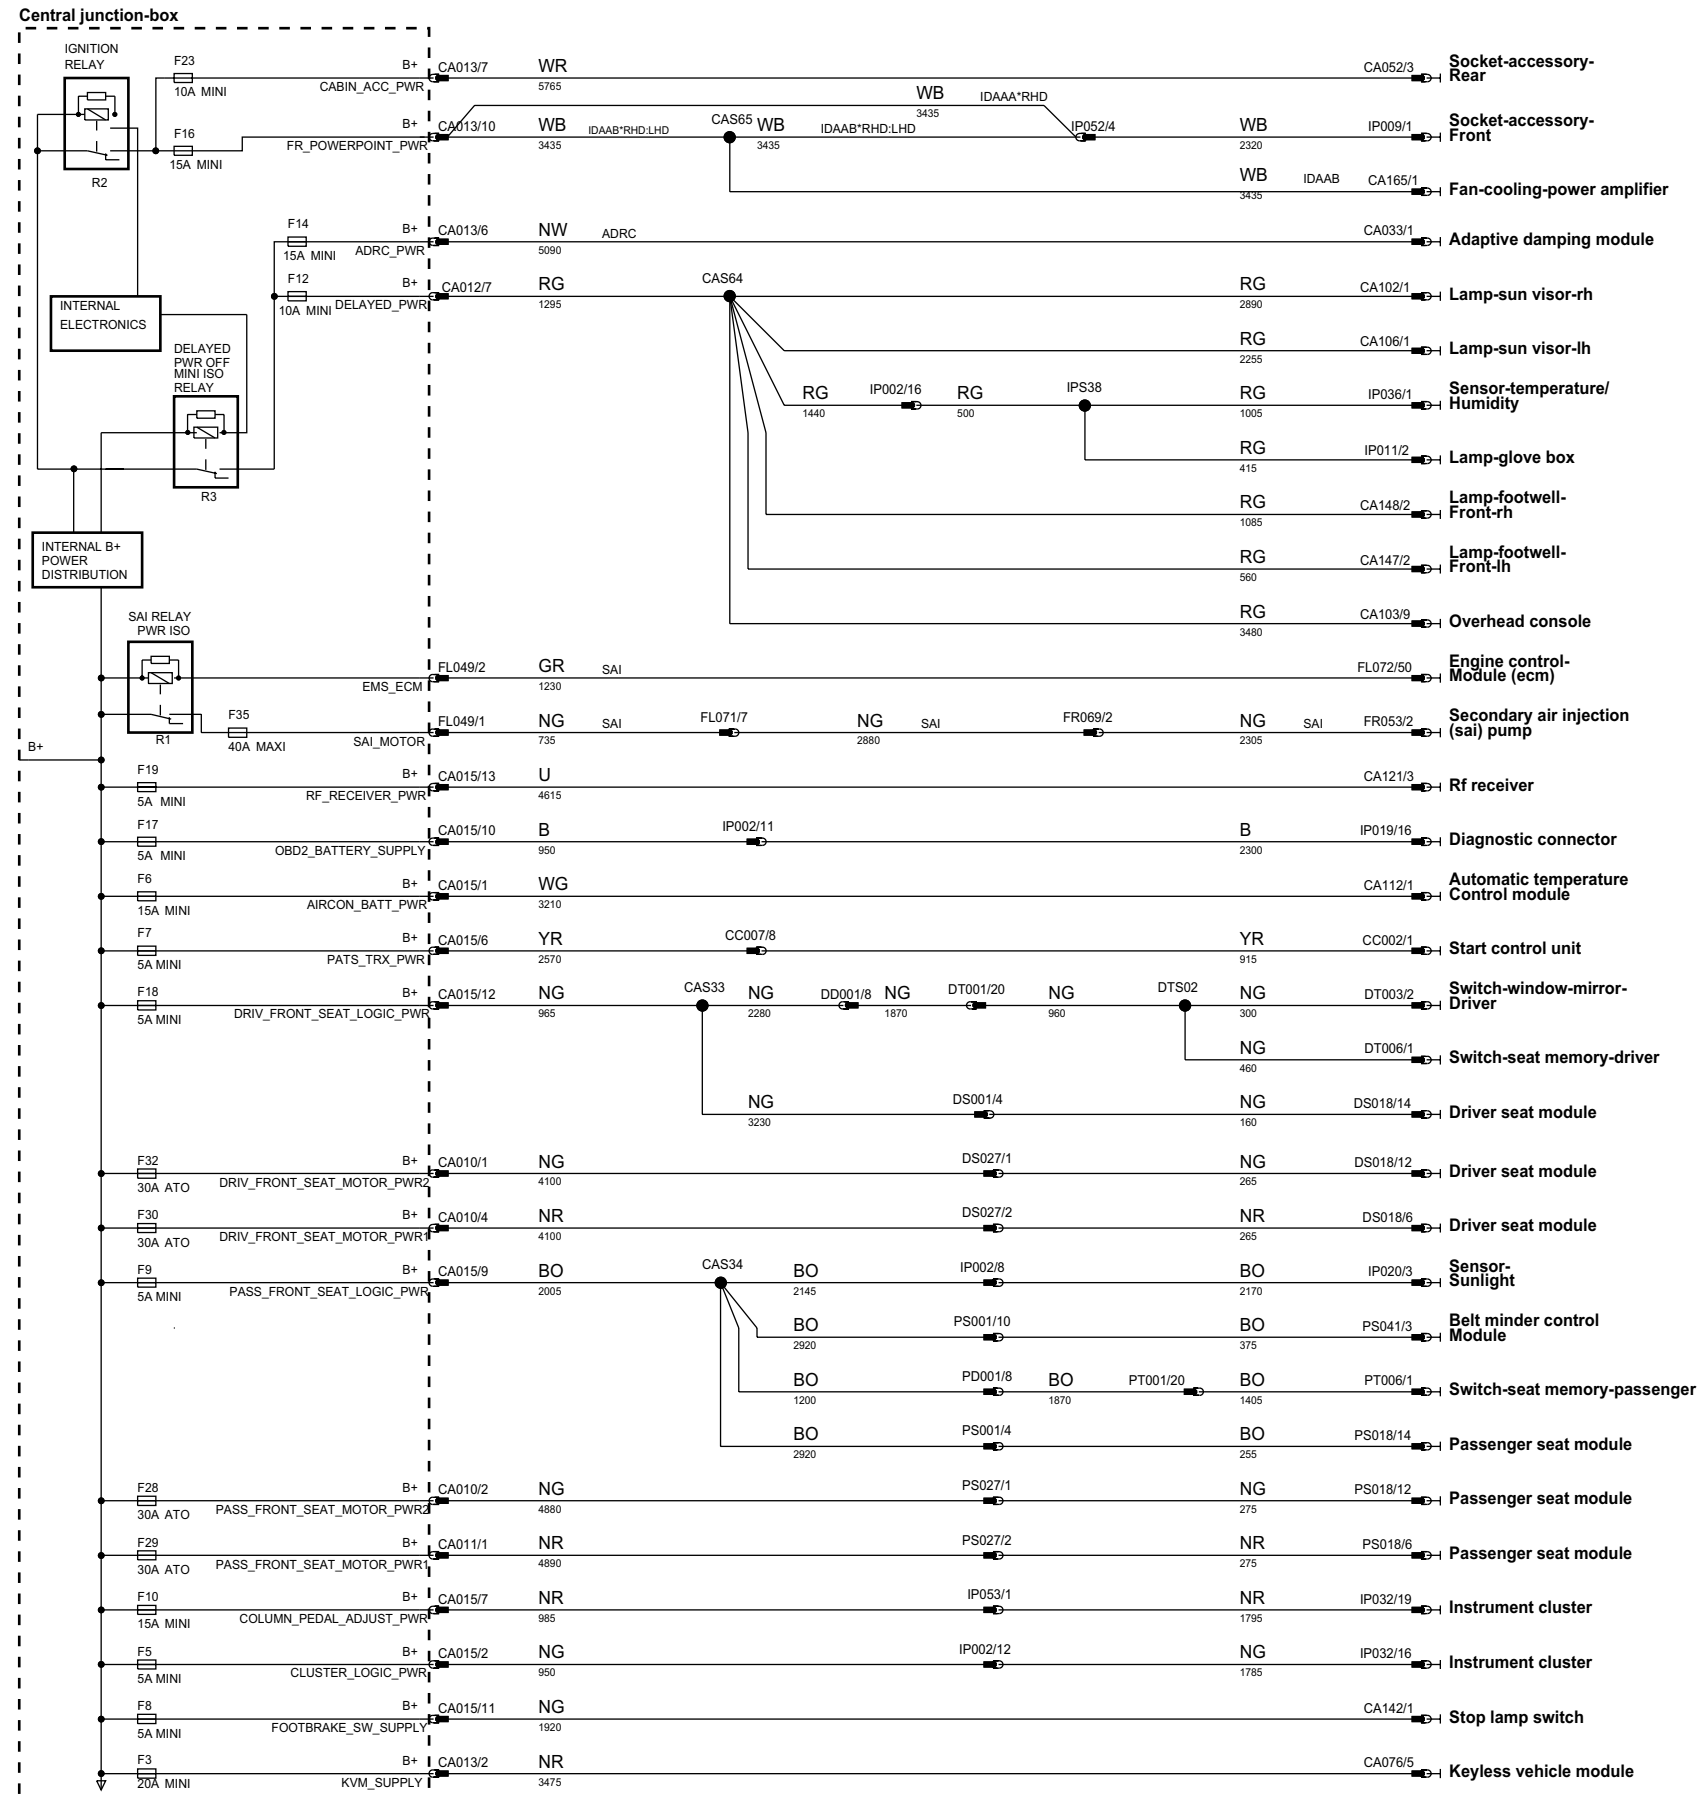 Central junction-box
IGNITION
RELAY
F23
10A MINI
B+
CABIN_ACC_PWR
CA013/7
WR
5765
CA052/3
Socket-accessory-
Rear
WB
3435
IDAAA*RHD
F16
15A MINI
B+
FR_POWERPOINT_PWR
CA013/10
WB
3435
IDAAB*RHD:LHD
CAS65
WB
3435
IDAAB*RHD:LHD
IP052/4
WB
2320
IP009/1
Socket-accessory-
Front
R2
WB
3435
IDAAB
CA165/1
Fan-cooling-power amplifier
F14
15A MINI
B+
ADRC_PWR
CA013/6
NW
5090
ADRC
CA033/1
Adaptive damping module
F12
10A MINI
B+
DELAYED_PWR
CA012/7
RG
1295
CAS64
RG
2890
CA102/1
Lamp-sun visor-rh
INTERNAL
ELECTRONICS
RG
2255
CA106/1
Lamp-sun visor-lh
DELAYED
PWR OFF
MINI ISO
RELAY
R3
RG
1440
IP002/16
RG
500
IPS38
RG
1005
IP036/1
Sensor-temperature/
Humidity
RG
415
IP011/2
Lamp-glove box
RG
1085
CA148/2
Lamp-footwell-
Front-rh
INTERNAL B+
POWER
DISTRIBUTION
RG
560
CA147/2
Lamp-footwell-
Front-lh
RG
3480
CA103/9
Overhead console
SAI RELAY
PWR ISO
EMS_ECM
FL049/2
GR
1230
SAI
FL072/50
Engine control-
Module (ecm)
R1
F35
40A MAXI
SAI_MOTOR
FL049/1
NG
735
SAI
FL071/7
NG
2880
SAI
FR069/2
NG
2305
SAI
FR053/2
Secondary air injection
(sai) pump
B+
F19
5A MINI
B+
RF_RECEIVER_PWR
CA015/13
U
4615
CA121/3
Rf receiver
F17
5A MINI
B+
OBD2_BATTERY_SUPPLY
CA015/10
B
950
IP002/11
B
2300
IP019/16
Diagnostic connector
F6
15A MINI
B+
AIRCON_BATT_PWR
CA015/1
WG
3210
CA112/1
Automatic temperature
Control module
F7
5A MINI
B+
PATS_TRX_PWR
CA015/6
YR
2570
CC007/8
YR
915
CC002/1
Start control unit
F18
5A MINI
B+
DRIV_FRONT_SEAT_LOGIC_PWR
CA015/12
NG
965
CAS33
NG
2280
DD001/8
NG
1870
DT001/20
NG
960
DTS02
NG
300
DT003/2
Switch-window-mirror-
Driver
NG
460
DT006/1
Switch-seat memory-driver
NG
3230
DS001/4
NG
160
DS018/14
Driver seat module
F32
30A ATO
B+
DRIV_FRONT_SEAT_MOTOR_PWR2
CA010/1
NG
4100
DS027/1
NG
265
DS018/12
Driver seat module
F30
30A ATO
B+
DRIV_FRONT_SEAT_MOTOR_PWR1
CA010/4
NR
4100
DS027/2
NR
265
DS018/6
Driver seat module
F9
5A MINI
B+
PASS_FRONT_SEAT_LOGIC_PWR
CA015/9
BO
2005
CAS34
BO
2145
IP002/8
BO
2170
IP020/3
Sensor-
Sunlight
BO
2920
PS001/10
BO
375
PS041/3
Belt minder control
Module
BO
1200
PD001/8
BO
1870
PT001/20
BO
1405
PT006/1
Switch-seat memory-passenger
BO
2920
PS001/4
BO
255
PS018/14
Passenger seat module
F28
30A ATO
B+
PASS_FRONT_SEAT_MOTOR_PWR2
CA010/2
NG
4880
PS027/1
NG
275
PS018/12
Passenger seat module
F29
30A ATO
B+
PASS_FRONT_SEAT_MOTOR_PWR1
CA011/1
NR
4890
PS027/2
NR
275
PS018/6
Passenger seat module
F10
15A MINI
B+
COLUMN_PEDAL_ADJUST_PWR
CA015/7
NR
985
IP053/1
NR
1795
IP032/19
Instrument cluster
F5
5A MINI
B+
CLUSTER_LOGIC_PWR
CA015/2
NG
950
IP002/12
NG
1785
IP032/16
Instrument cluster
F8
5A MINI
B+
FOOTBRAKE_SW_SUPPLY
CA015/11
NG
1920
CA142/1
Stop lamp switch
F3
20A MINI
B+
KVM_SUPPLY
CA013/2
NR
3475
CA076/5
Keyless vehicle module